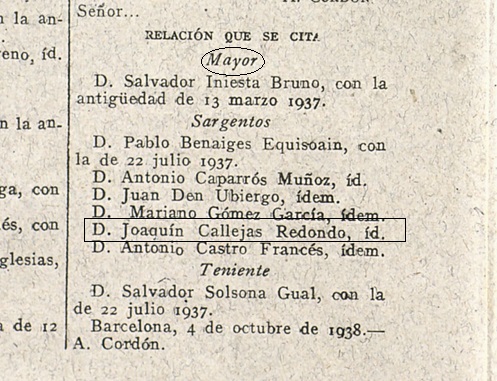 n la an-
eno, íd.
n la an-
ga, con
és, con
glesias,
a de 12
Señor...
RELACIÓN QUE SE CITA
Mayor
D. Salvador Iniesta Bruno, con la
antigüedad de 13 marzo 1937.
Sargentos
D. Pablo Benaiges Equisoain, con
la de 22 julio 1937.
D. Antonio Caparrós Muñoz, íd.
D. Juan Den Ubiergo, ídem.
D. Mariano Gómez García, ídem.
D. Joaquín Callejas Redondo, íd.
D. Antonio Castro Francés, ídem.
Teniente
D. Salvador Solsona Gual, con la
de 22 julio 1937.
Barcelona, 4 de octubre de 1938.—
A. Cordón.